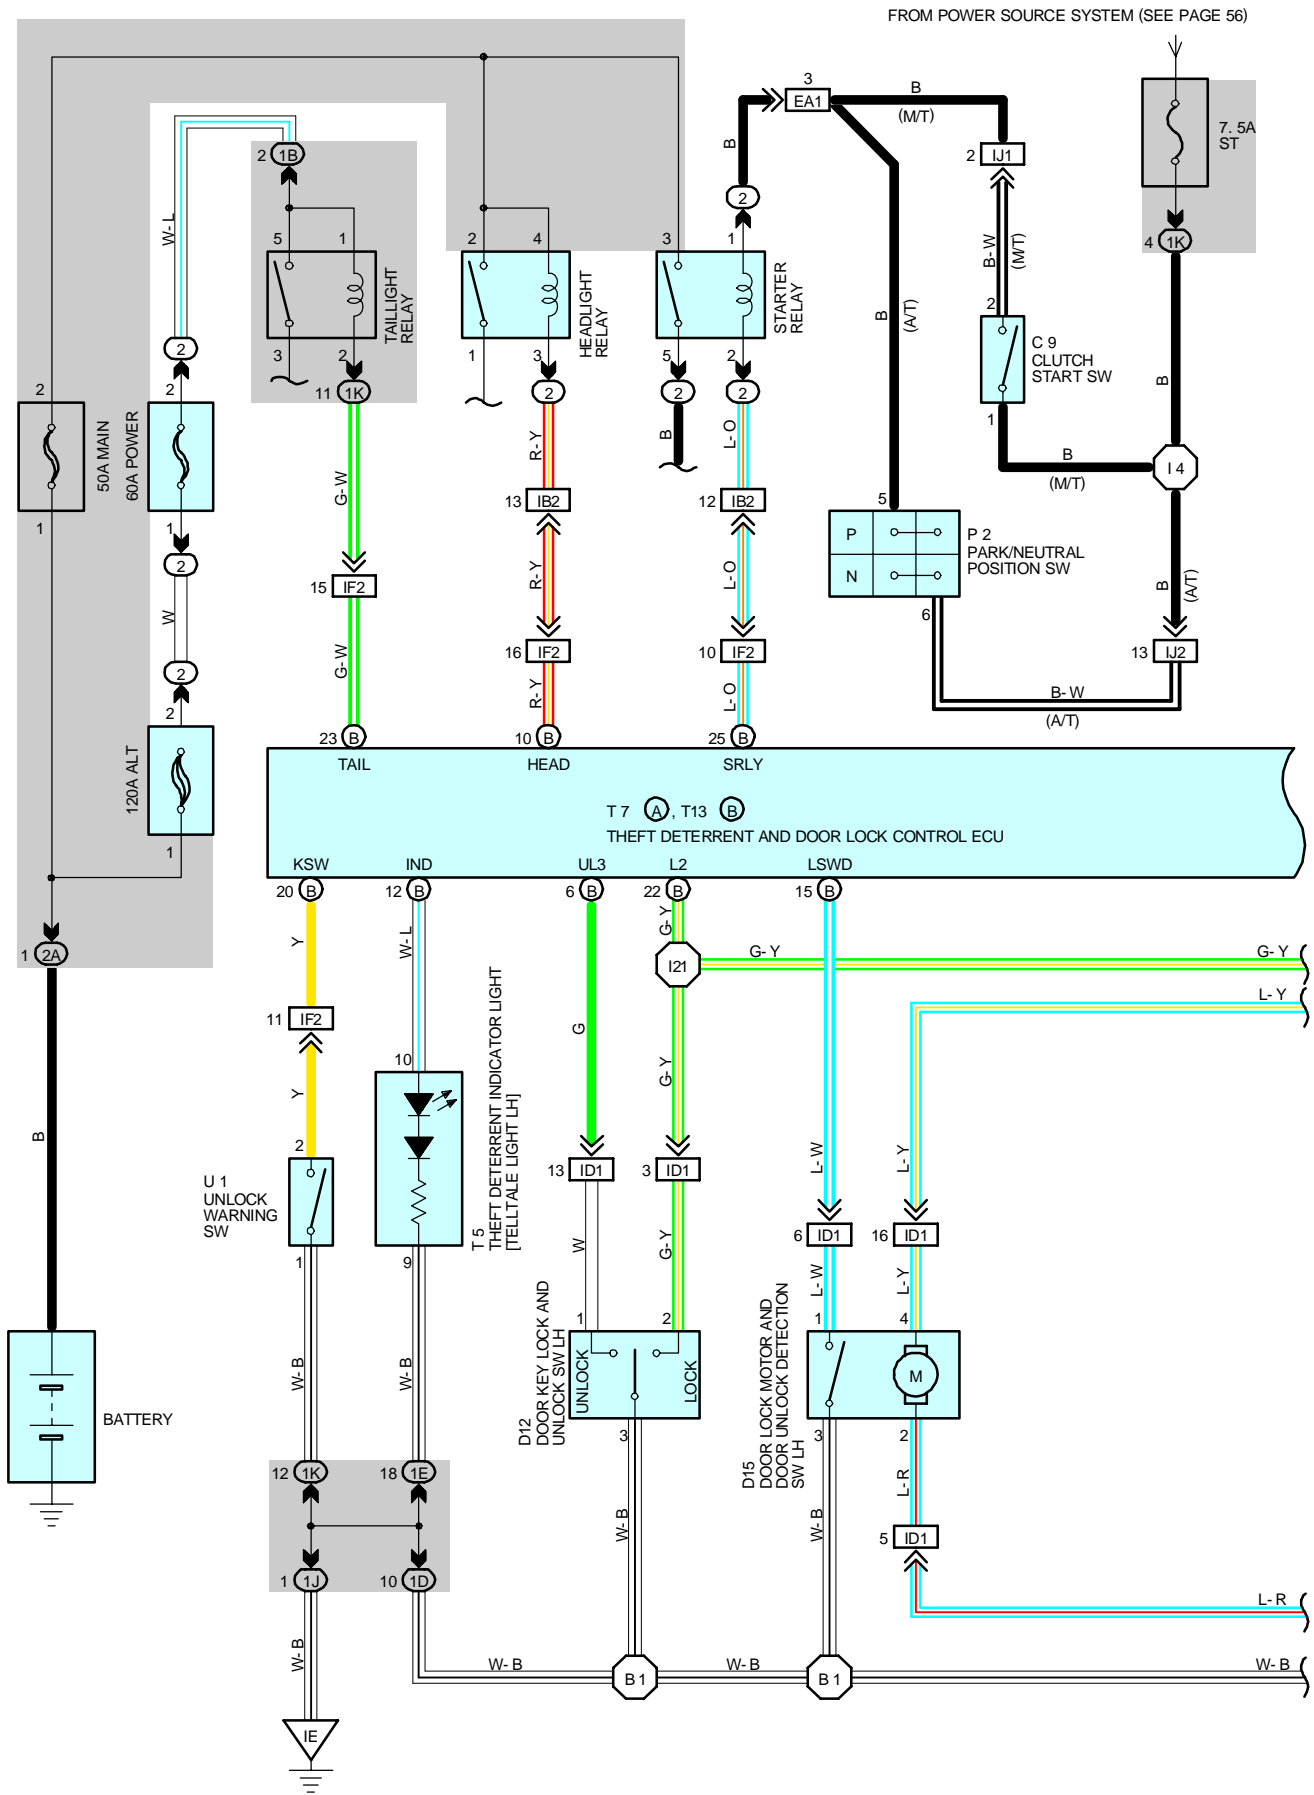 FROM POWER SOURCE SYSTEM (SEE PAGE 56)
3
EA1
B
(M/T)
7. 5A
ST
2 1B
2 IJ1
B
2
W- L
5
1
2
4
3
1
B- W
(M/T)
4 1K
TAILLIGHT
RELAY
HEADLIGHT
RELAY
STARTER
RELAY
B
(A/T)
2
C 9
CLUTCH
START SW
2
3
2
1
3
5
2
2
2
11 1K
2
2
2
1
B
50A MAIN
60A POWER
R- Y
B
L- O
B
(M/T)
I 4
G- W
13 IB2
12 IB2
5
1
1
P
N
P 2
PARK/NEUTRAL
POSITION SW
2
15 IF2
R- Y
L- O
B
(A/T)
W
6
16 IF2
10 IF2
13 IJ2
2
G- W
R- Y
L- O
B- W
(A/T)
2
120A ALT
1
23 B
10 B
25 B
TAIL
HEAD
SRLY
T 7 A , T13 B
THEFT DETERRENT AND DOOR LOCK CONTROL ECU
KSW
IND
UL3
L2
LSWD
20 B
12 B
6 B
22 B
15 B
G- Y
Y
W- L
1 2A
I21
G- Y
G- Y
L- Y
11 IF2
G
10
G- Y
Y
B
2
U 1
UNLOCK
WARNING
SW
T 5
THEFT DETERRENT INDICATOR LIGHT
[TELLTALE LIGHT LH]
13 ID1
3 ID1
L- W
L- Y
6 ID1
16 ID1
W
G- Y
1
9
L- W
L- Y
1
2
1
4
D12
DOOR KEY LOCK AND
UNLOCK SW LH
UNLOCK
LOCK
D15
DOOR LOCK MOTOR AND
DOOR UNLOCK DETECTION
SW LH
M
BATTERY
W- B
W- B
3
3
2
12 1K
18 1E
L- R
W- B
W- B
5 ID1
1 1J
10 1D
L- R
W- B
W- B
B 1
W- B
B 1
W- B
IE